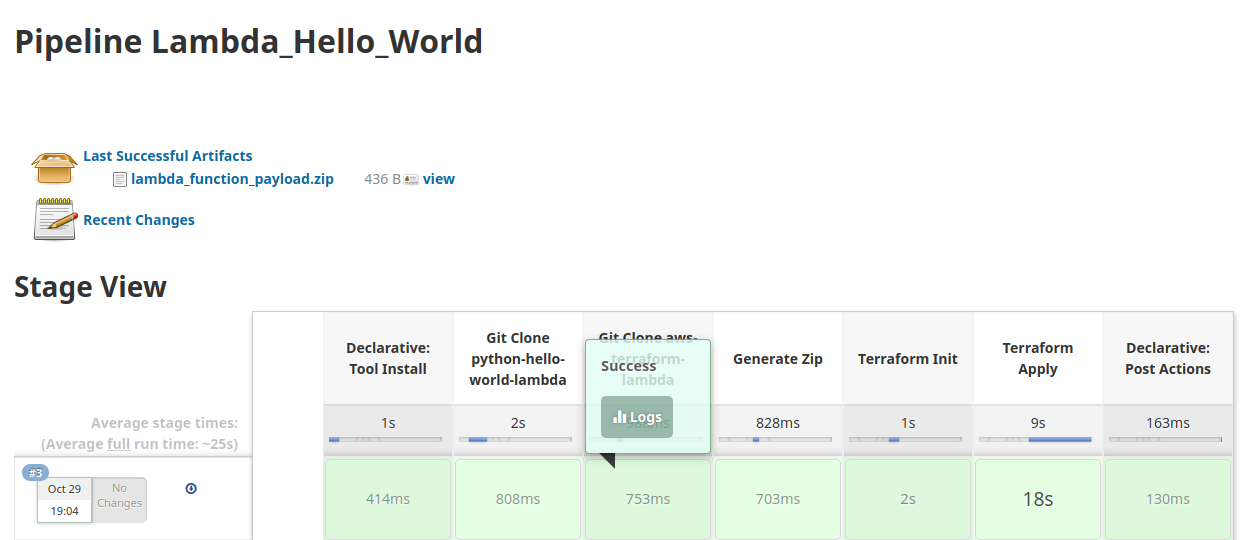 Pipeline Lambda_Hello_World
Last Successful Artifacts
lambda_function_payload.zip 436 B view
Recent Changes
Stage View
Declarative:
Tool Install
Git Clone
python-hello-
world-lambda
Git Clone aws-
terraform-
lambda
Success
Logs
Generate Zip
Terraform Init
Terraform
Apply
Declarative:
Post Actions
Average stage times:
(Average full run time: ~25s)
1s
2s
828ms
1s
9s
163ms
#3
Oct 29
19:04
No
Changes
414ms
808ms
753ms
703ms
2s
18s
130ms